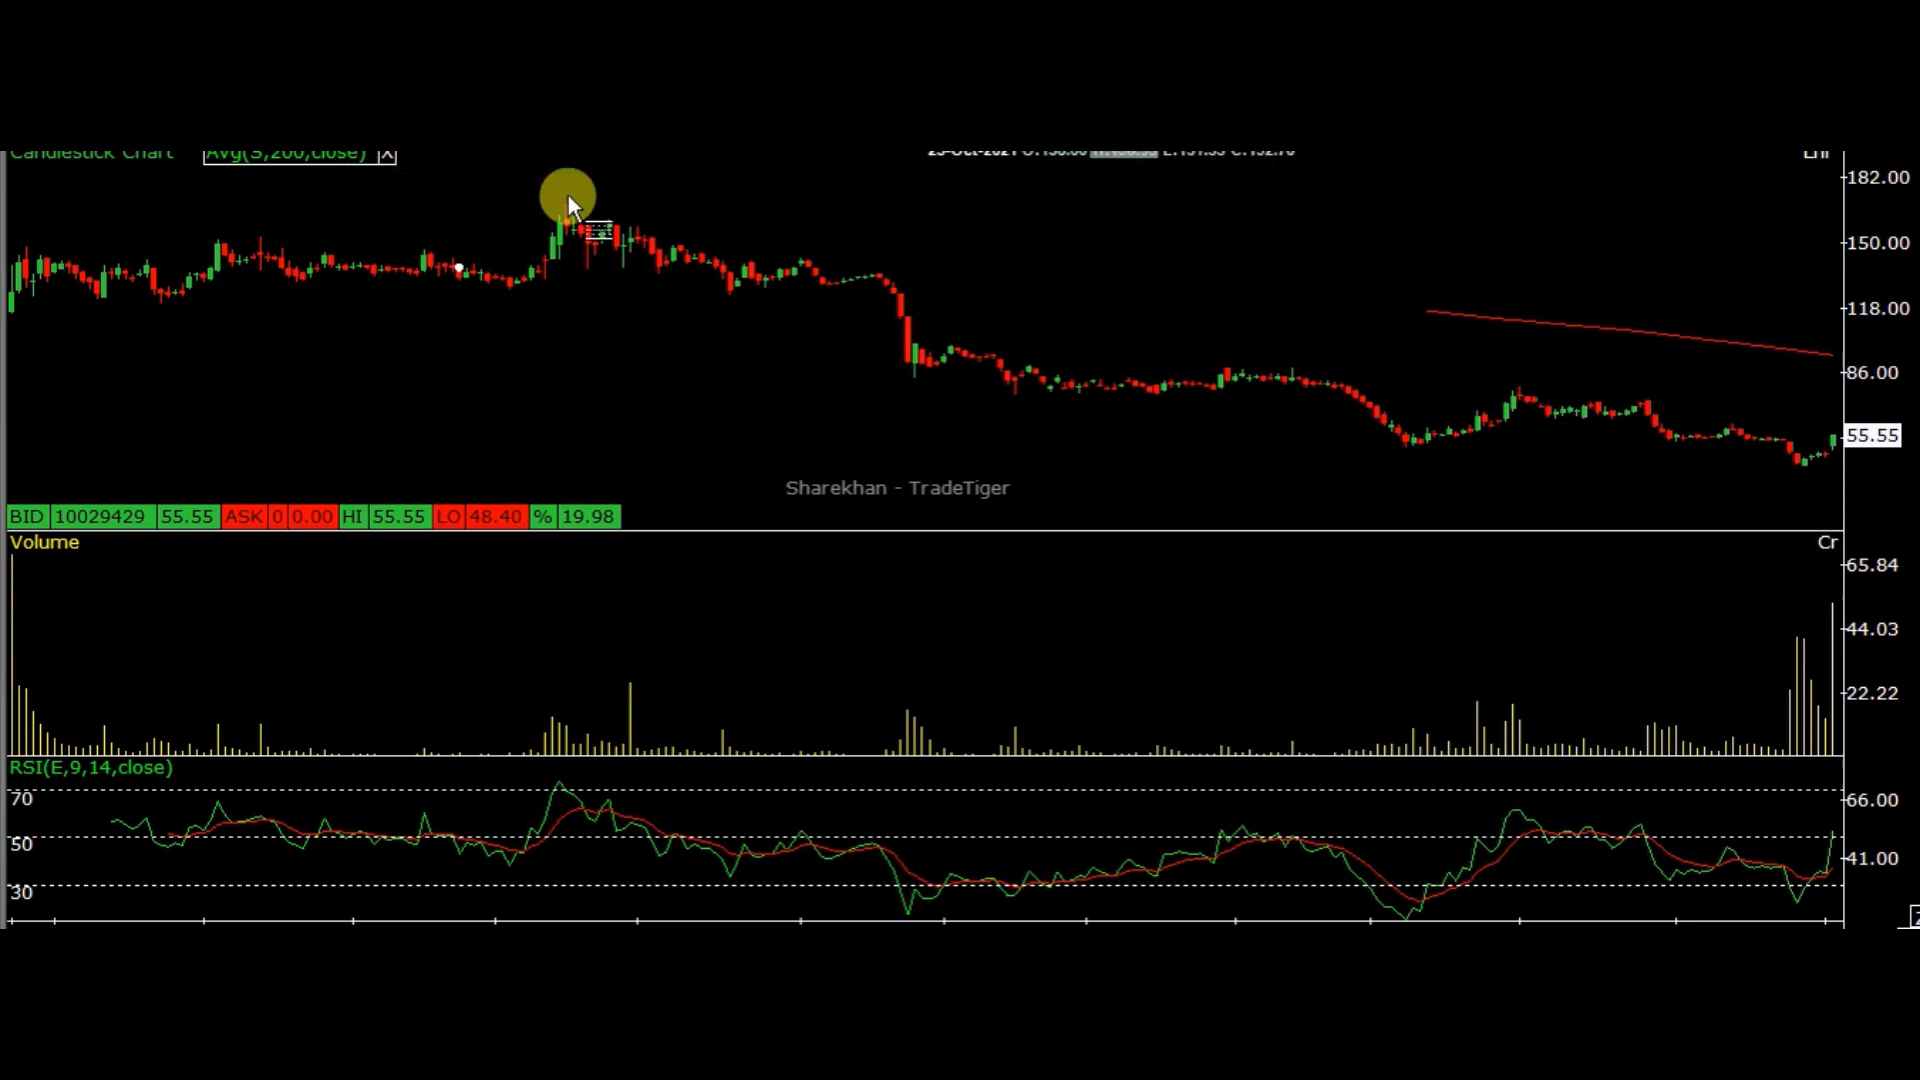 Candlestick Chart Avg(S,200,close) X
182.00
150.00
118.00
86.00
55.55
Sharekhan - TradeTiger
BID 10029429 55.55 ASK 0 0.00 HI 55.55 LO 48.40 % 19.98
Volume Cr
65.84
44.03
22.22
RSI(E,9,14,close)
70 66.00
50
41.00
30